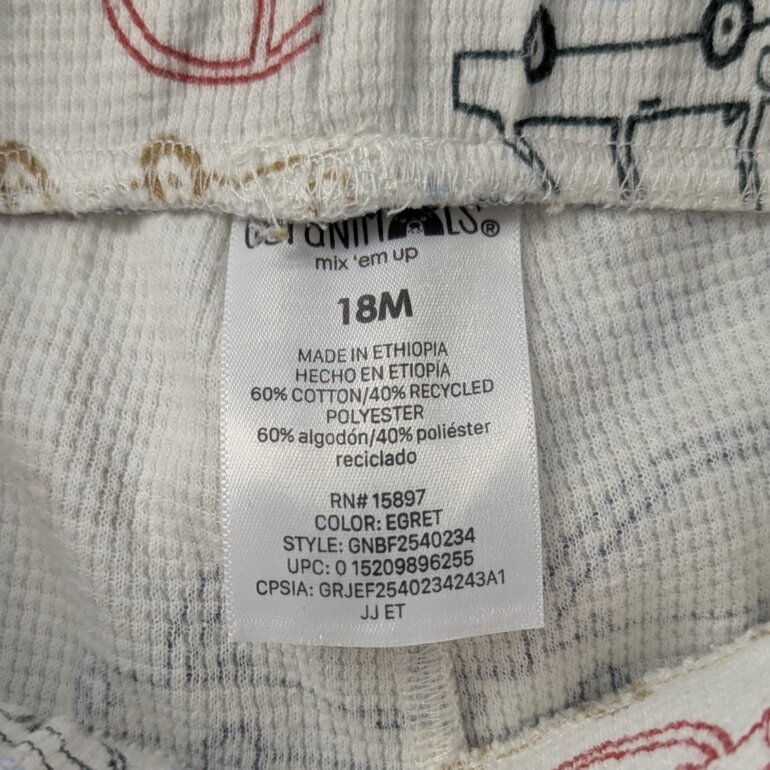 Garanimals®
mix 'em up
18M
MADE IN ETHIOPIA
HECHO EN ETIOPÍA
60% COTTON/40% RECYCLED
POLYESTER
60% algodón/40% poliéster
reciclado
RN# 15897
COLOR: EGRET
STYLE: GNBF2540234
UPC: 0 15209896255
CPSIA: GRJEF2540234243A1
JJ ET